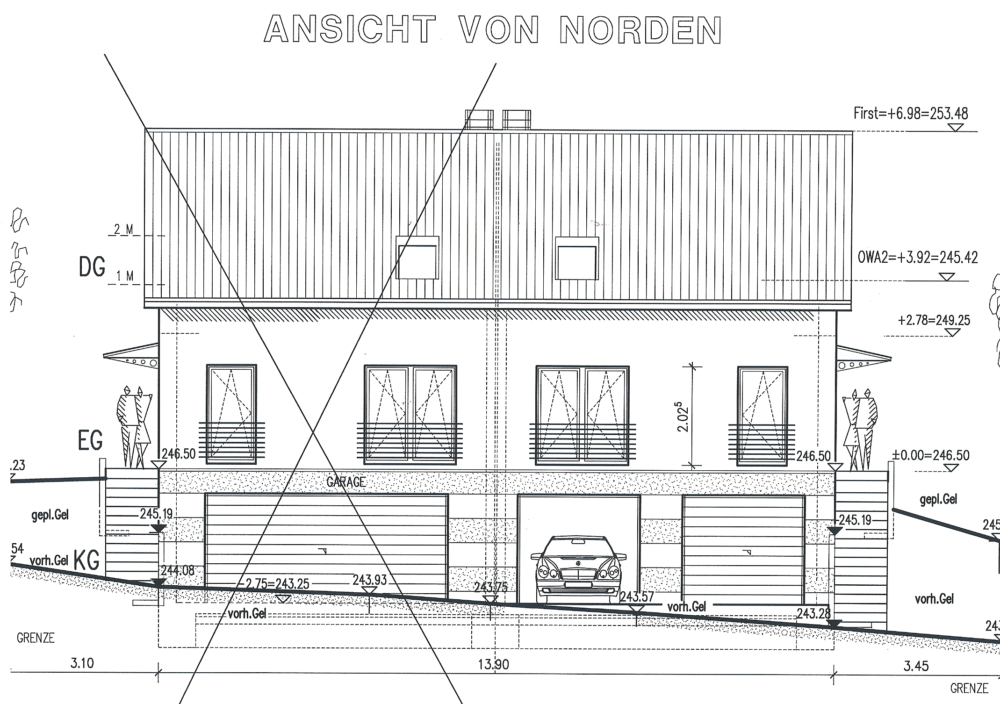 ANSICHT VON NORDEN
First=+6.98=253.48
2 M
DG
1 M
OWA2=+3.92=245.42
+2.78=249.25
2.02⁵
EG
246.50
246.50
±0.00=246.50
.23
GARAGE
gepl.Gel
gepl.Gel
245.19
245.19
245
54
vorh.Gel
KG
244.08
-2.75=243.25
243.93
243.75
243.57
vorh.Gel
vorh.Gel
vorh.Gel
243.28
243
GRENZE
3.10
13.90
3.45
GRENZE